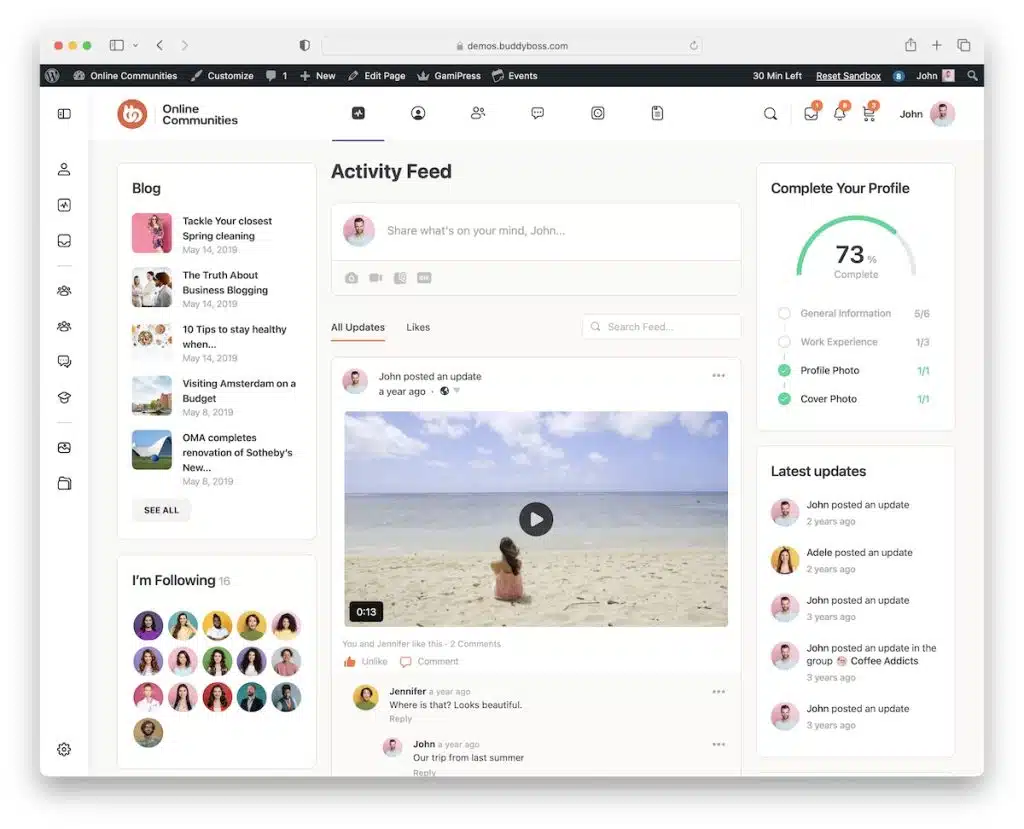 demos.buddyboss.com
Online Communities
Customize
1
New
Edit Page
GamiPress
Events
30 Min Left
Reset Sandbox
8
John
Online
Communities
1
3
John
Blog
Tackle Your closest
Spring cleaning
May 14, 2019
The Truth About
Business Blogging
May 14, 2019
10 Tips to stay healthy
when...
May 14, 2019
Visiting Amsterdam on a
Budget
May 8, 2019
OMA completes
renovation of Sotheby's
New...
May 8, 2019
SEE ALL
I'm Following 16
Activity Feed
Share what's on your mind, John...
GIF
All Updates
Likes
Search Feed...
John posted an update
a year ago
0:13
You and Jennifer like this · 2 Comments
Unlike
Comment
Jennifer a year ago
Where is that? Looks beautiful.
Reply
John a year ago
Our trip from last summer
Reply
Complete Your Profile
73 %
Complete
General Information 5/6
Work Experience 1/3
Profile Photo 1/1
Cover Photo 1/1
Latest updates
John posted an update
2 years ago
Adele posted an update
2 years ago
John posted an update
3 years ago
John posted an update in the
group Coffee Addicts
3 years ago
John posted an update
3 years ago